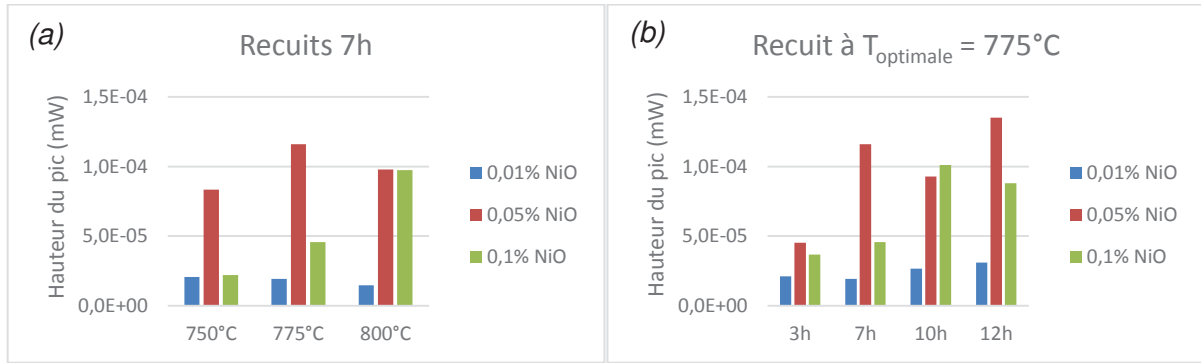 (a)
Recuits 7h
Hauteur du pic (mW)
1,5E-04
1,0E-04
5,0E-05
0,0E+00
750°C 775°C 800°C
0,01% NiO
0,05% NiO
0,1% NiO
(b)
Recuit à Toptimale = 775°C
Hauteur du pic (mW)
1,5E-04
1,0E-04
5,0E-05
0,0E+00
3h 7h 10h 12h
0,01% NiO
0,05% NiO
0,1% NiO